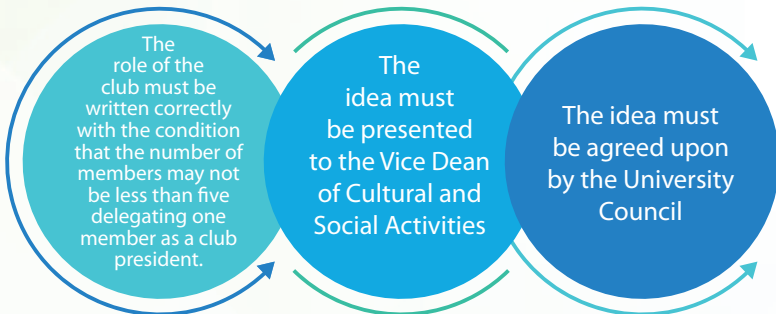 The
role of the
club must be
written correctly
with the condition
that the number of
members may not
be less than five
delegating one
member as a club
president.
The
idea must
be presented
to the Vice Dean
of Cultural and
Social Activities
The idea must
be agreed upon
by the University
Council